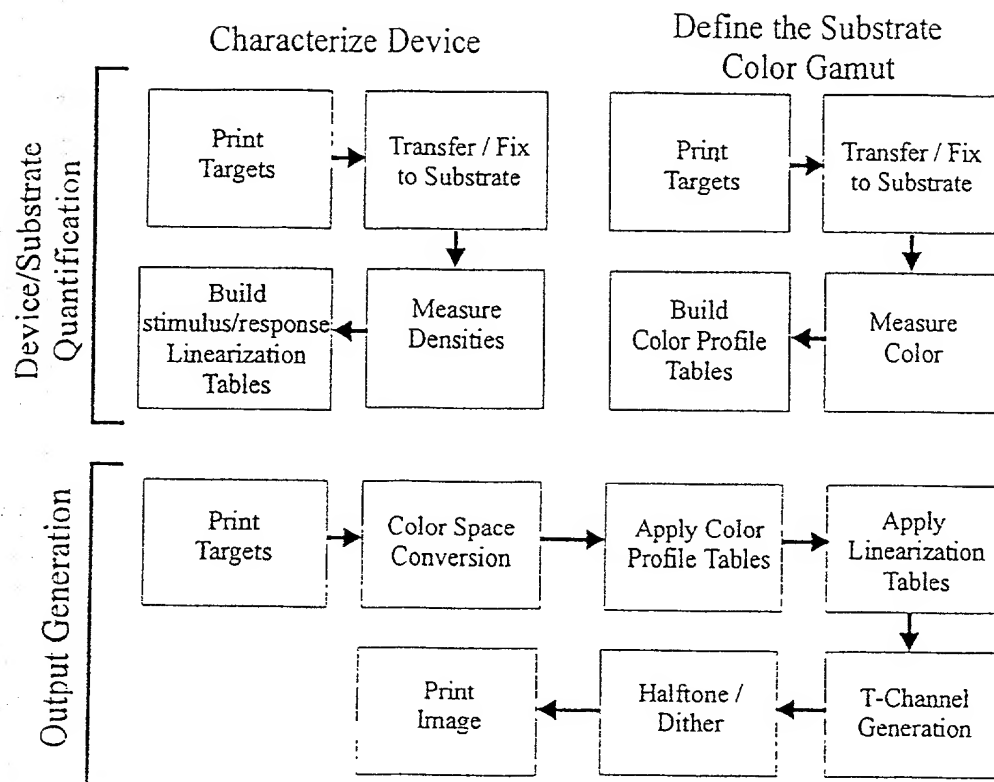 Characterize Device
Define the Substrate
Color Gamut
Device/Substrate
Quantification
Print
Targets
Transfer / Fix
to Substrate
Print
Targets
Transfer / Fix
to Substrate
Build
stimulus/response
Linearization
Tables
Measure
Densities
Build
Color Profile
Tables
Measure
Color
Output Generation
Print
Targets
Color Space
Conversion
Apply Color
Profile Tables
Apply
Linearization
Tables
Print
Image
Halftone /
Dither
T-Channel
Generation